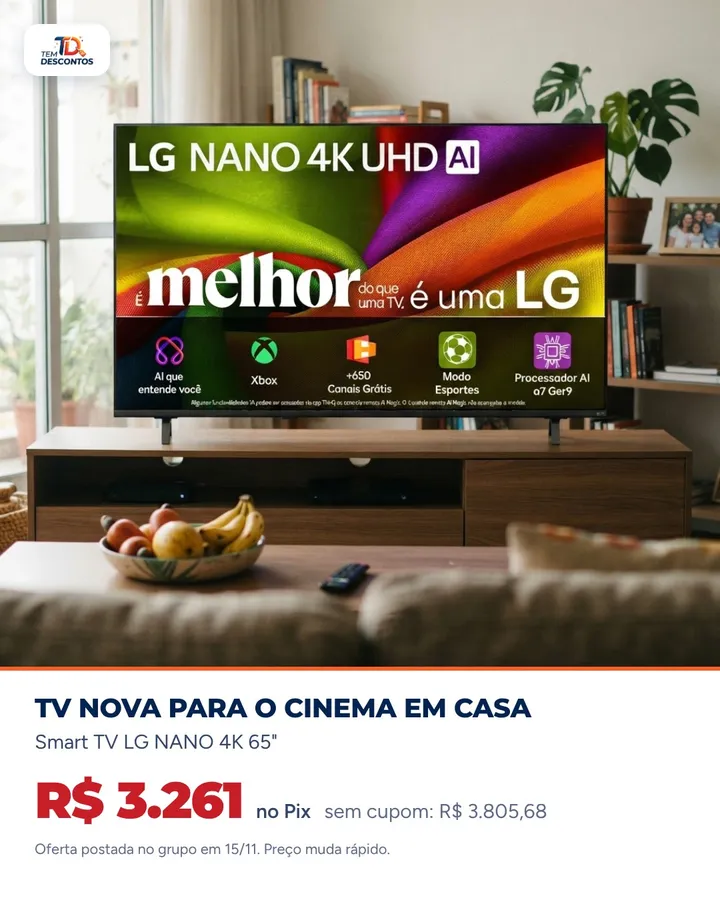 TEM TD
DESCONTOS
LG NANO 4K UHD AI
É melhor do que uma TV, é uma LG
AI que entende você
Xbox
+650 Canais Grátis
Modo Esportes
Processador AI α7 Ger9
TV NOVA PARA O CINEMA EM CASA
Smart TV LG NANO 4K 65"
R$ 3.261 no Pix sem cupom: R$ 3.805,68
Oferta postada no grupo em 15/11. Preço muda rápido.